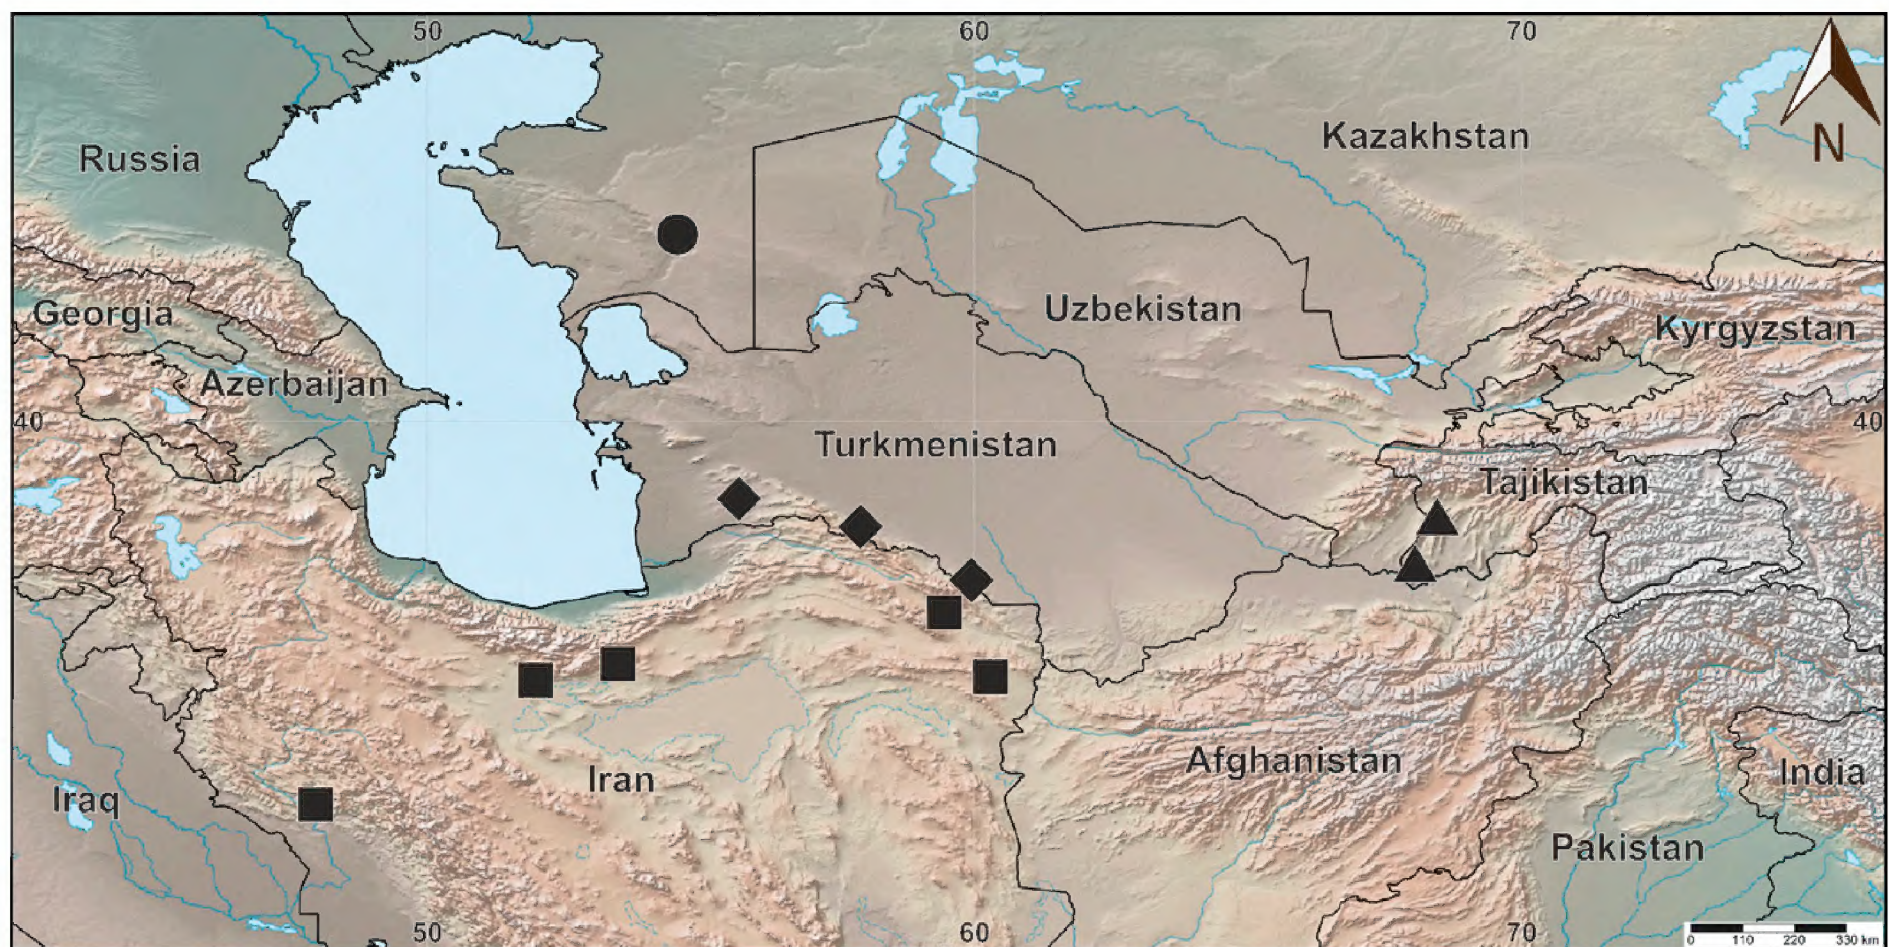 50 60 70
Kazakhstan
N
Russia
Georgia
Uzbekistan
Kyrgyzstan
Azerbaijan
40 40
Turkmenistan
Tajikistan
Afghanistan
Iran
India
Iraq
Pakistan
50 60 70
0 110 220 330 km